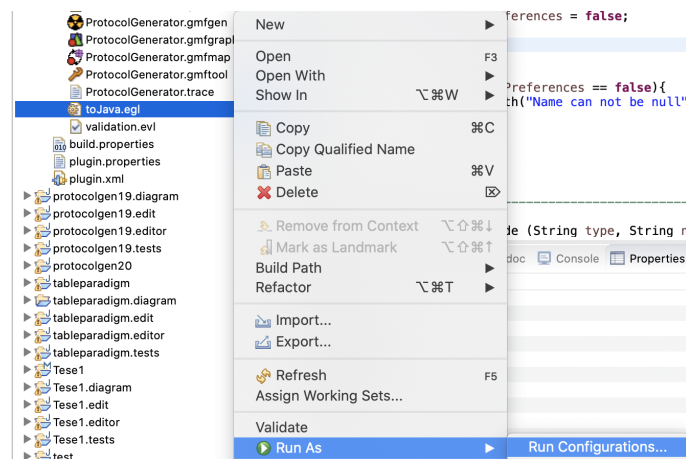 ProtocolGenerator.gmfgen
ProtocolGenerator.gmfgrapl
ProtocolGenerator.gmfmap
ProtocolGenerator.gmftool
ProtocolGenerator.trace
toJava.egl
validation.evl
build.properties
plugin.properties
plugin.xml
protocolgen19.diagram
protocolgen19.edit
protocolgen19.editor
protocolgen19.tests
protocolgen20
tableparadigm
tableparadigm.diagram
tableparadigm.edit
tableparadigm.editor
tableparadigm.tests
Tese1
Tese1.diagram
Tese1.edit
Tese1.editor
Tese1.tests
test
New
Open F3
Open With
Show In ⌥⌘W
Copy ⌘C
Copy Qualified Name
Paste ⌘V
Delete ⌦
Remove from Context ⌥⇧⌘↓
Mark as Landmark ⌥⇧⌘↑
Build Path
Refactor ⌥⌘T
Import...
Export...
Refresh F5
Assign Working Sets...
Validate
Run As
Run Configurations...
ferences = false;
Preferences == false){
th("Name can not be null"
de (String type, String
doc Console Properties